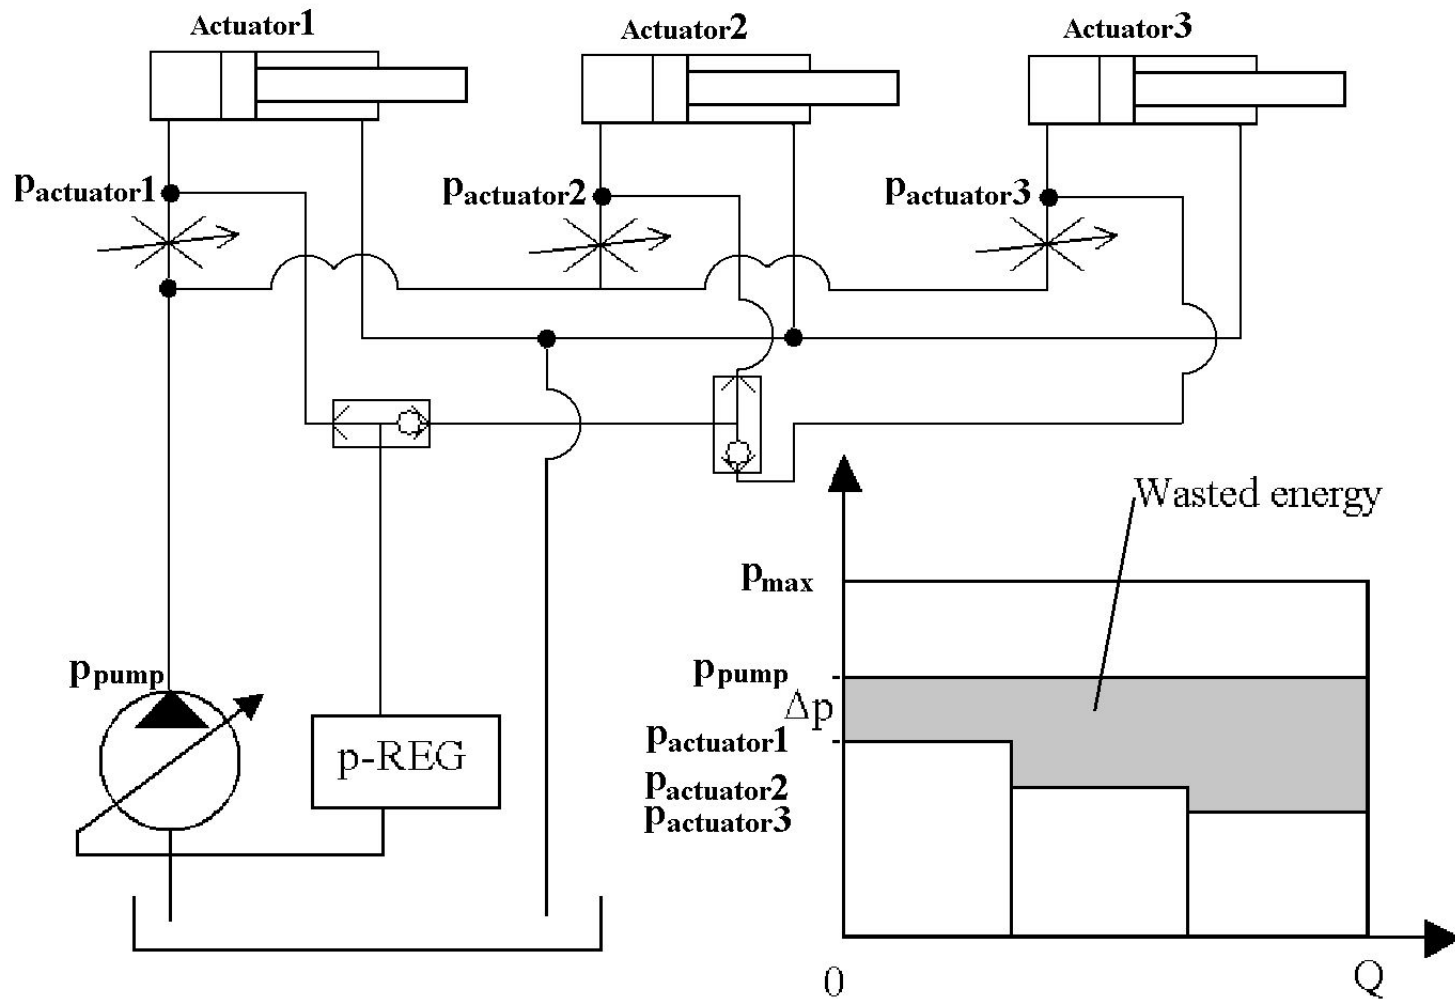 Actuator1
Actuator2
Actuator3
pactuator1
pactuator2
pactuator3
Wasted energy
pmax
ppump
ppump
Δp
pactuator1
p-REG
pactuator2
pactuator3
0
Q